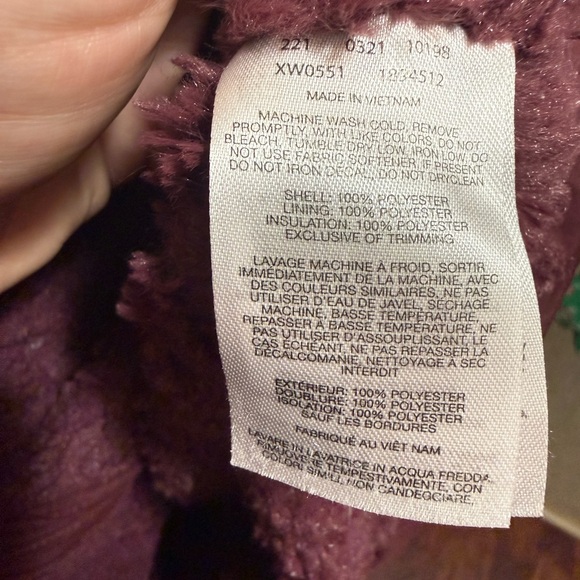 221 0321 10199
XW0551 1834512
MADE IN VIETNAM
MACHINE WASH COLD, REMOVE
PROMPTLY, WITH LIKE COLORS, DO NOT
BLEACH, TUMBLE DRY LOW, IRON LOW, DO
NOT USE FABRIC SOFTENER IF PRESENT,
DO NOT IRON DECAL, DO NOT DRYCLEAN
SHELL: 100% POLYESTER
LINING: 100% POLYESTER
INSULATION: 100% POLYESTER
EXCLUSIVE OF TRIMMING
LAVAGE MACHINE À FROID, SORTIR
IMMÉDIATEMENT DE LA MACHINE, AVEC
DES COULEURS SIMILAIRES, NE PAS
UTILISER D'EAU DE JAVEL, SÉCHAGE
MACHINE, BASSE TEMPÉRATURE,
REPASSER À BASSE TEMPÉRATURE, NE
PAS UTILISER D'ASSOUPLISSANT, LE
CAS ÉCHÉANT, NE PAS REPASSER LA
DÉCALCOMANIE, NETTOYAGE À SEC
INTERDIT
EXTÉRIEUR: 100% POLYESTER
DOUBLURE: 100% POLYESTER
ISOLATION: 100% POLYESTER
SAUF LES BORDURES
FABRIQUÉ AU VIÊT NAM
LAVARE IN LAVATRICE IN ACQUA FREDDA,
TEMPESTIVAMENTE, CON
COLORI SIMILI NON CANDEGGIARE,